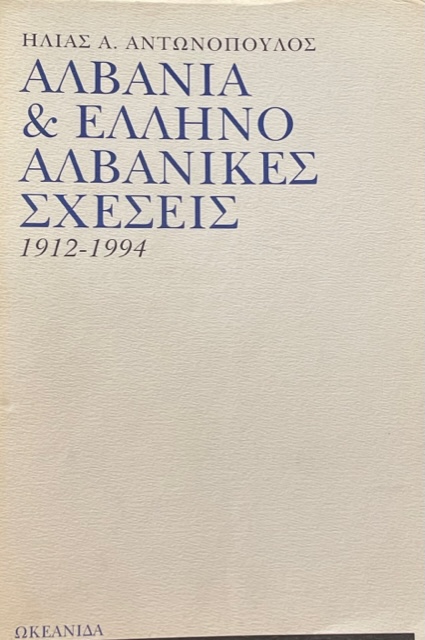 ΗΛΙΑΣ Α. ΑΝΤΩΝΟΠΟΥΛΟΣ
ΑΛΒΑΝΙΑ
& ΕΛΛΗΝΟ
ΑΛΒΑΝΙΚΕΣ
ΣΧΕΣΕΙΣ
1912-1994
ΩΚΕΑΝΙΔΑ